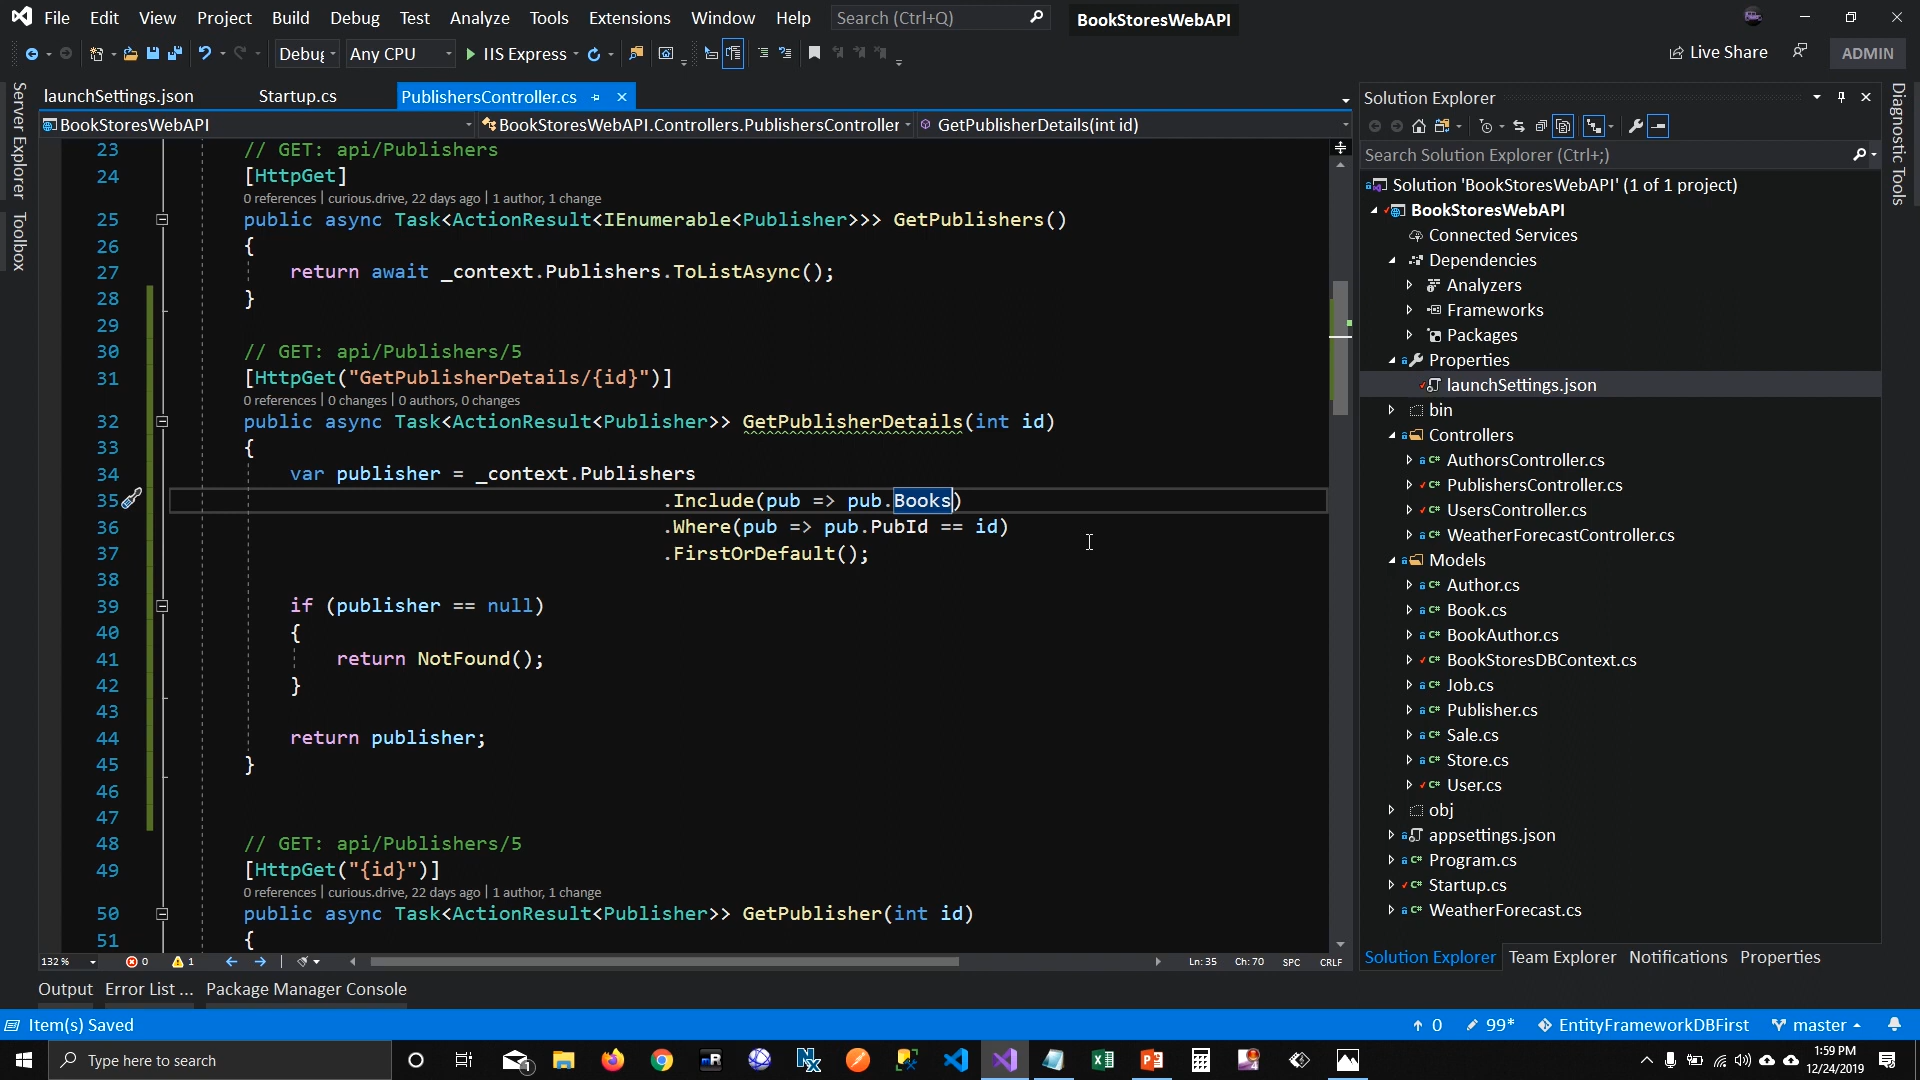 File Edit View Project Build Debug Test Analyze Tools Extensions Window Help Search (Ctrl+Q) BookStoresWebAPI
Debug Any CPU IIS Express Live Share ADMIN
Server Explorer
Toolbox
launchSettings.json Startup.cs PublishersController.cs
BookStoresWebAPI BookStoresWebAPI.Controllers.PublishersController GetPublisherDetails(int id)
23 // GET: api/Publishers
24 [HttpGet]
0 references | curious.drive, 22 days ago | 1 author, 1 change
25 public async Task<ActionResult<IEnumerable<Publisher>>> GetPublishers()
26 {
27 return await _context.Publishers.ToListAsync();
28 }
29
30 // GET: api/Publishers/5
31 [HttpGet("GetPublisherDetails/{id}")]
0 references | 0 changes | 0 authors, 0 changes
32 public async Task<ActionResult<Publisher>> GetPublisherDetails(int id)
33 {
34 var publisher = _context.Publishers
35 .Include(pub => pub.Books)
36 .Where(pub => pub.PubId == id)
37 .FirstOrDefault();
38
39 if (publisher == null)
40 {
41 return NotFound();
42 }
43
44 return publisher;
45 }
46
47
48 // GET: api/Publishers/5
49 [HttpGet("{id}")]
0 references | curious.drive, 22 days ago | 1 author, 1 change
50 public async Task<ActionResult<Publisher>> GetPublisher(int id)
51 {
132 % 0 1 Ln: 35 Ch: 70 SPC CRLF
Solution Explorer
Search Solution Explorer (Ctrl+;)
Solution 'BookStoresWebAPI' (1 of 1 project)
BookStoresWebAPI
Connected Services
Dependencies
Analyzers
Frameworks
Packages
Properties
launchSettings.json
bin
Controllers
AuthorsController.cs
PublishersController.cs
UsersController.cs
WeatherForecastController.cs
Models
Author.cs
Book.cs
BookAuthor.cs
BookStoresDBContext.cs
Job.cs
Publisher.cs
Sale.cs
Store.cs
User.cs
obj
appsettings.json
Program.cs
Startup.cs
WeatherForecast.cs
Solution Explorer Team Explorer Notifications Properties
Diagnostic Tools
Output Error List ... Package Manager Console
Item(s) Saved 0 99* EntityFrameworkDBFirst master
Type here to search
1:59 PM
12/24/2019